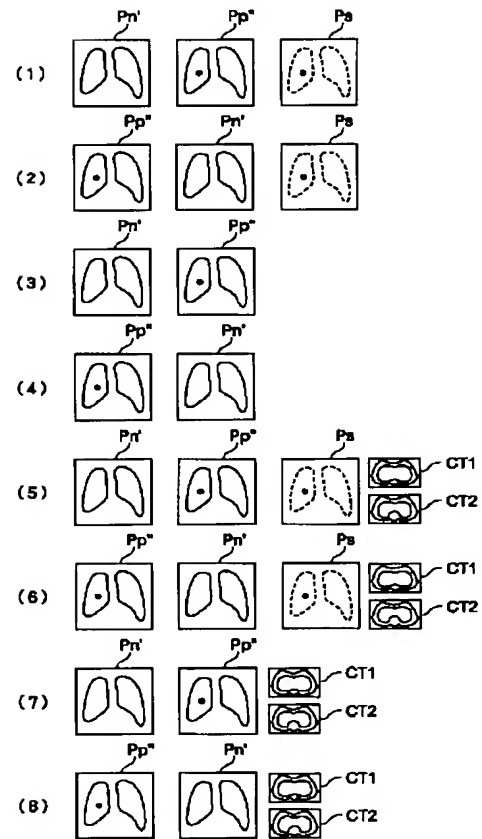 Pn' Pp" Ps
(1)
Pp" Pn' Ps
(2)
Pn' Pp"
(3)
Pp" Pn'
(4)
Pn' Pp" Ps
CT1
(5)
CT2
Pp" Pn' Ps
CT1
(6)
CT2
Pn' Pp"
CT1
(7)
CT2
Pp" Pn'
CT1
(8)
CT2